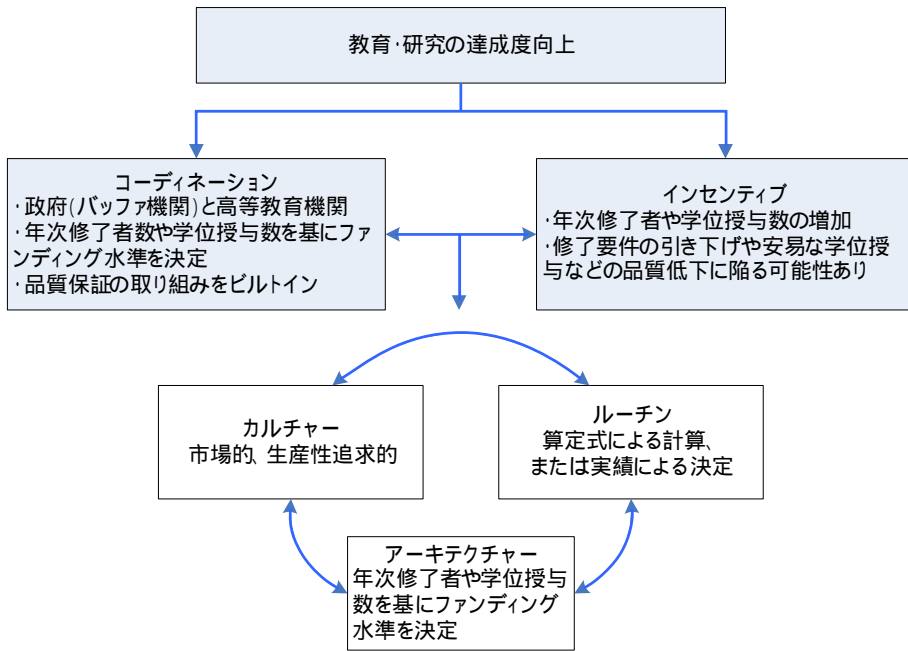 教育・研究の達成度向上
コーディネーション
・政府(バッファ機関)と高等教育機関
・年次修了者数や学位授与数を基にファ
ンディング水準を決定
・品質保証の取り組みをビルトイン
インセンティブ
・年次修了者や学位授与数の増加
・修了要件の引き下げや安易な学位授
与などの品質低下に陥る可能性あり
カルチャー
市場的、生産性追求的
ルーチン
算定式による計算、
または実績による決定
アーキテクチャー
年次修了者や学位授与
数を基にファンディング
水準を決定